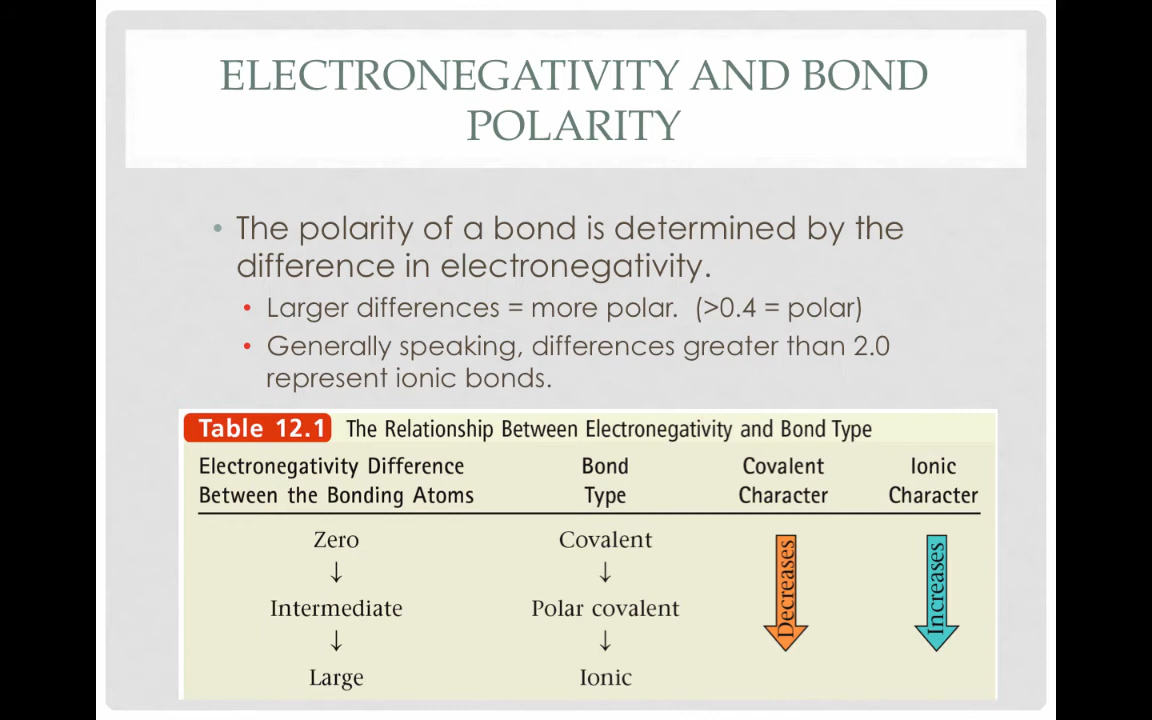 ELECTRONEGATIVITY AND BOND
POLARITY
• The polarity of a bond is determined by the
difference in electronegativity.
• Larger differences = more polar. (>0.4 = polar)
• Generally speaking, differences greater than 2.0
represent ionic bonds.
Table 12.1 The Relationship Between Electronegativity and Bond Type
Electronegativity Difference Bond Covalent Ionic
Between the Bonding Atoms Type Character Character
Zero Covalent
↓ ↓
Intermediate Polar covalent Decreases Increases
↓ ↓
Large Ionic